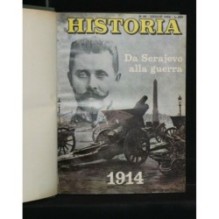 HISTORIA
Da Serajevo
alla guerra
1914